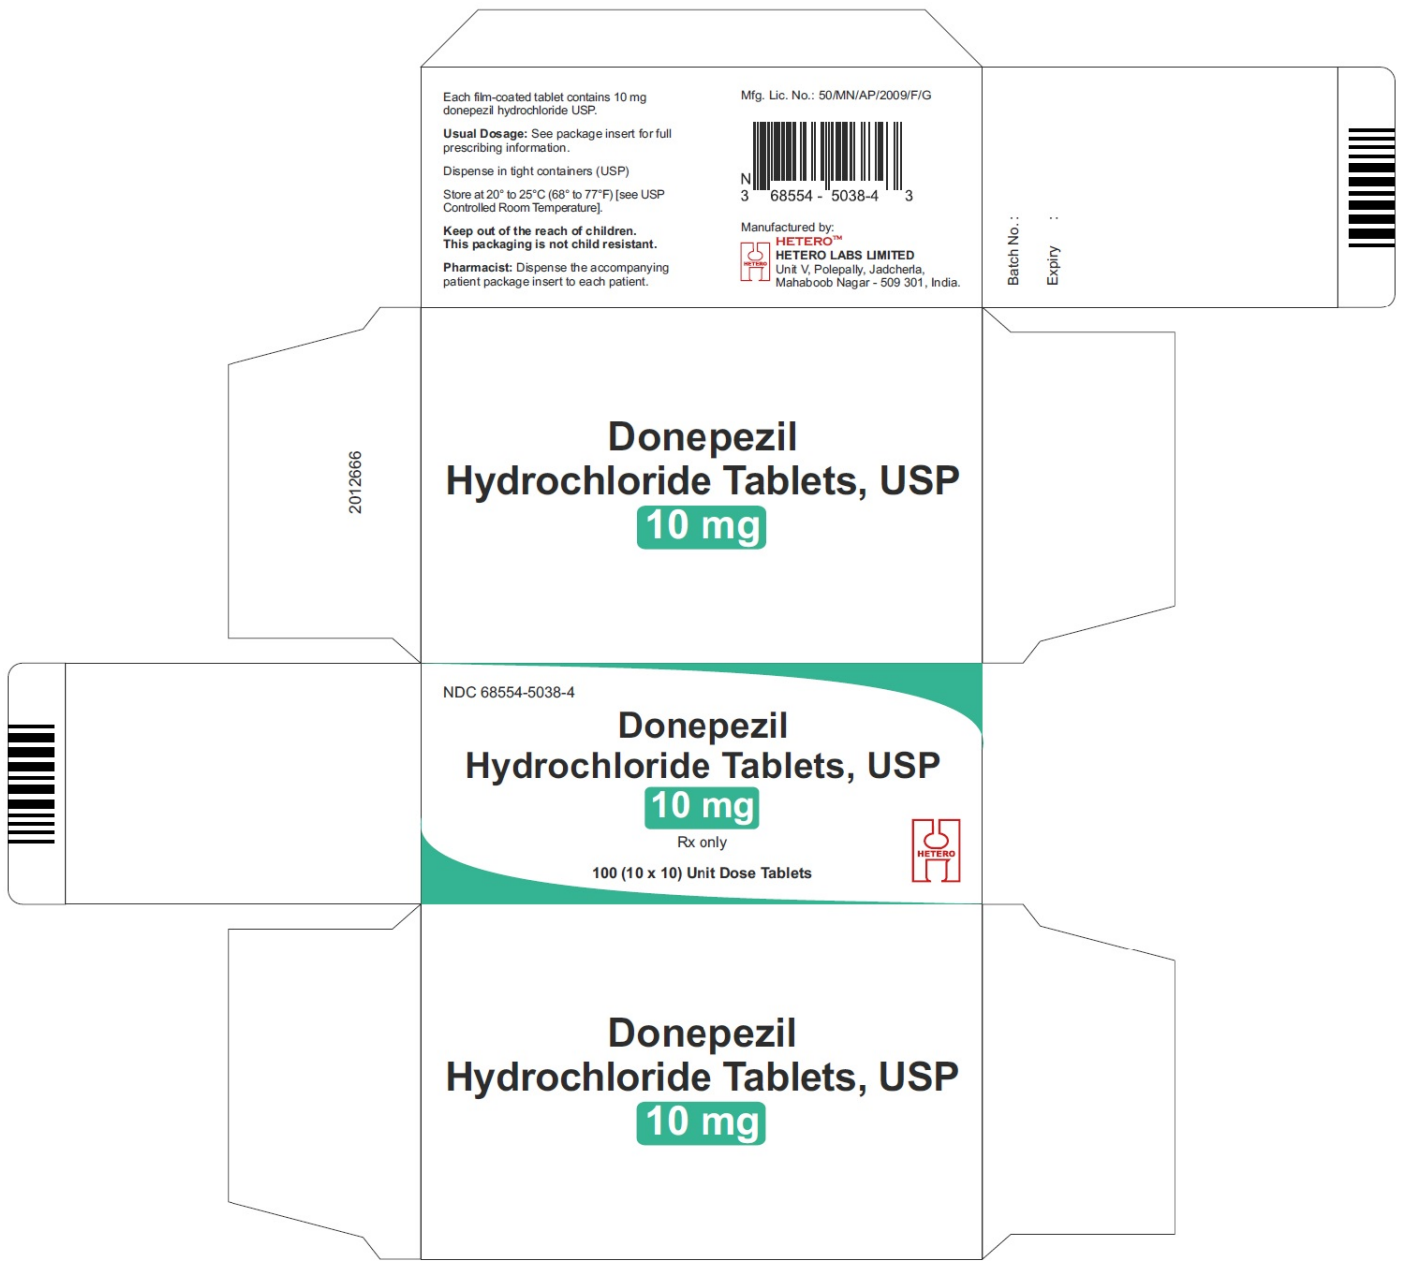 Each film-coated tablet contains 10 mg
donepezil hydrochloride USP.
Usual Dosage: See package insert for full
prescribing information.
Dispense in tight containers (USP)
Store at 20° to 25°C (68° to 77°F) [see USP
Controlled Room Temperature].
Keep out of the reach of children.
This packaging is not child resistant.
Pharmacist: Dispense the accompanying
patient package insert to each patient.
Mfg. Lic. No.: 50/MN/AP/2009/F/G
N
3 68554 - 5038-4 3
Manufactured by:
HETERO™
HETERO
HETERO LABS LIMITED
Unit V, Polepally, Jadcherla,
Mahaboob Nagar - 509 301, India.
Batch No. :
Expiry :
Donepezil
Hydrochloride Tablets, USP
10 mg
2012666
NDC 68554-5038-4
Donepezil
Hydrochloride Tablets, USP
10 mg
Rx only
100 (10 x 10) Unit Dose Tablets
HETERO
Donepezil
Hydrochloride Tablets, USP
10 mg